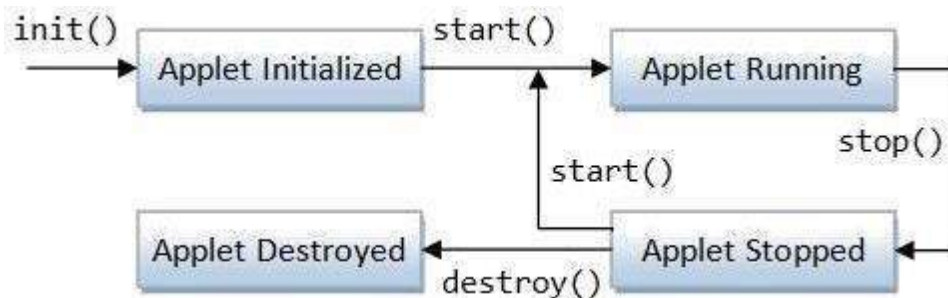 init()
start()
Applet Initialized
Applet Running
stop()
start()
Applet Destroyed
Applet Stopped
destroy()